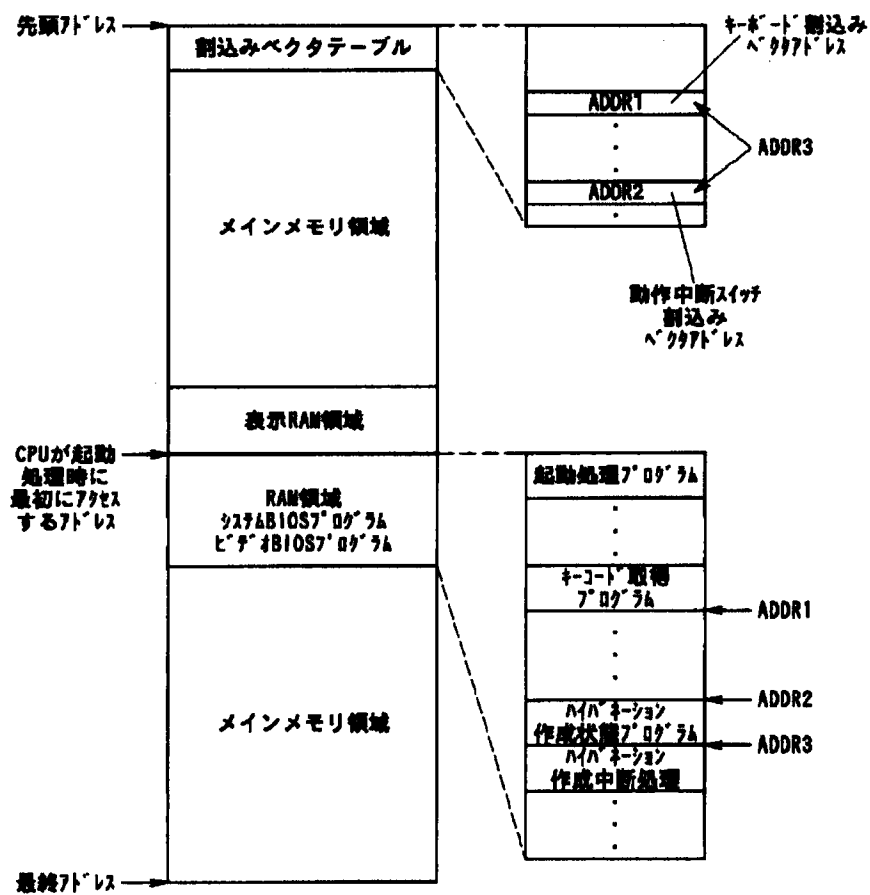 先頭ｱﾄﾞﾚｽ
割込みベクタテーブル
メインメモリ領域
表示RAM領域
CPUが起動
処理時に
最初にｱｸｾｽ
するｱﾄﾞﾚｽ
RAM領域
ｼｽﾃﾑBIOSﾌﾟﾛｸﾞﾗﾑ
ﾋﾞﾃﾞｵBIOSﾌﾟﾛｸﾞﾗﾑ
メインメモリ領域
最終ｱﾄﾞﾚｽ
ｷｰﾎﾞｰﾄﾞ割込み
ﾍﾞｸﾀｱﾄﾞﾚｽ
ADDR1
ADDR3
ADDR2
動作中断ｽｲｯﾁ
割込み
ﾍﾞｸﾀｱﾄﾞﾚｽ
起動処理ﾌﾟﾛｸﾞﾗﾑ
ｷｰｺｰﾄﾞ取得
ﾌﾟﾛｸﾞﾗﾑ
ADDR1
ADDR2
ﾊｲﾊﾞﾈｰｼｮﾝ
作成状態ﾌﾟﾛｸﾞﾗﾑ
ADDR3
ﾊｲﾊﾞﾈｰｼｮﾝ
作成中断処理